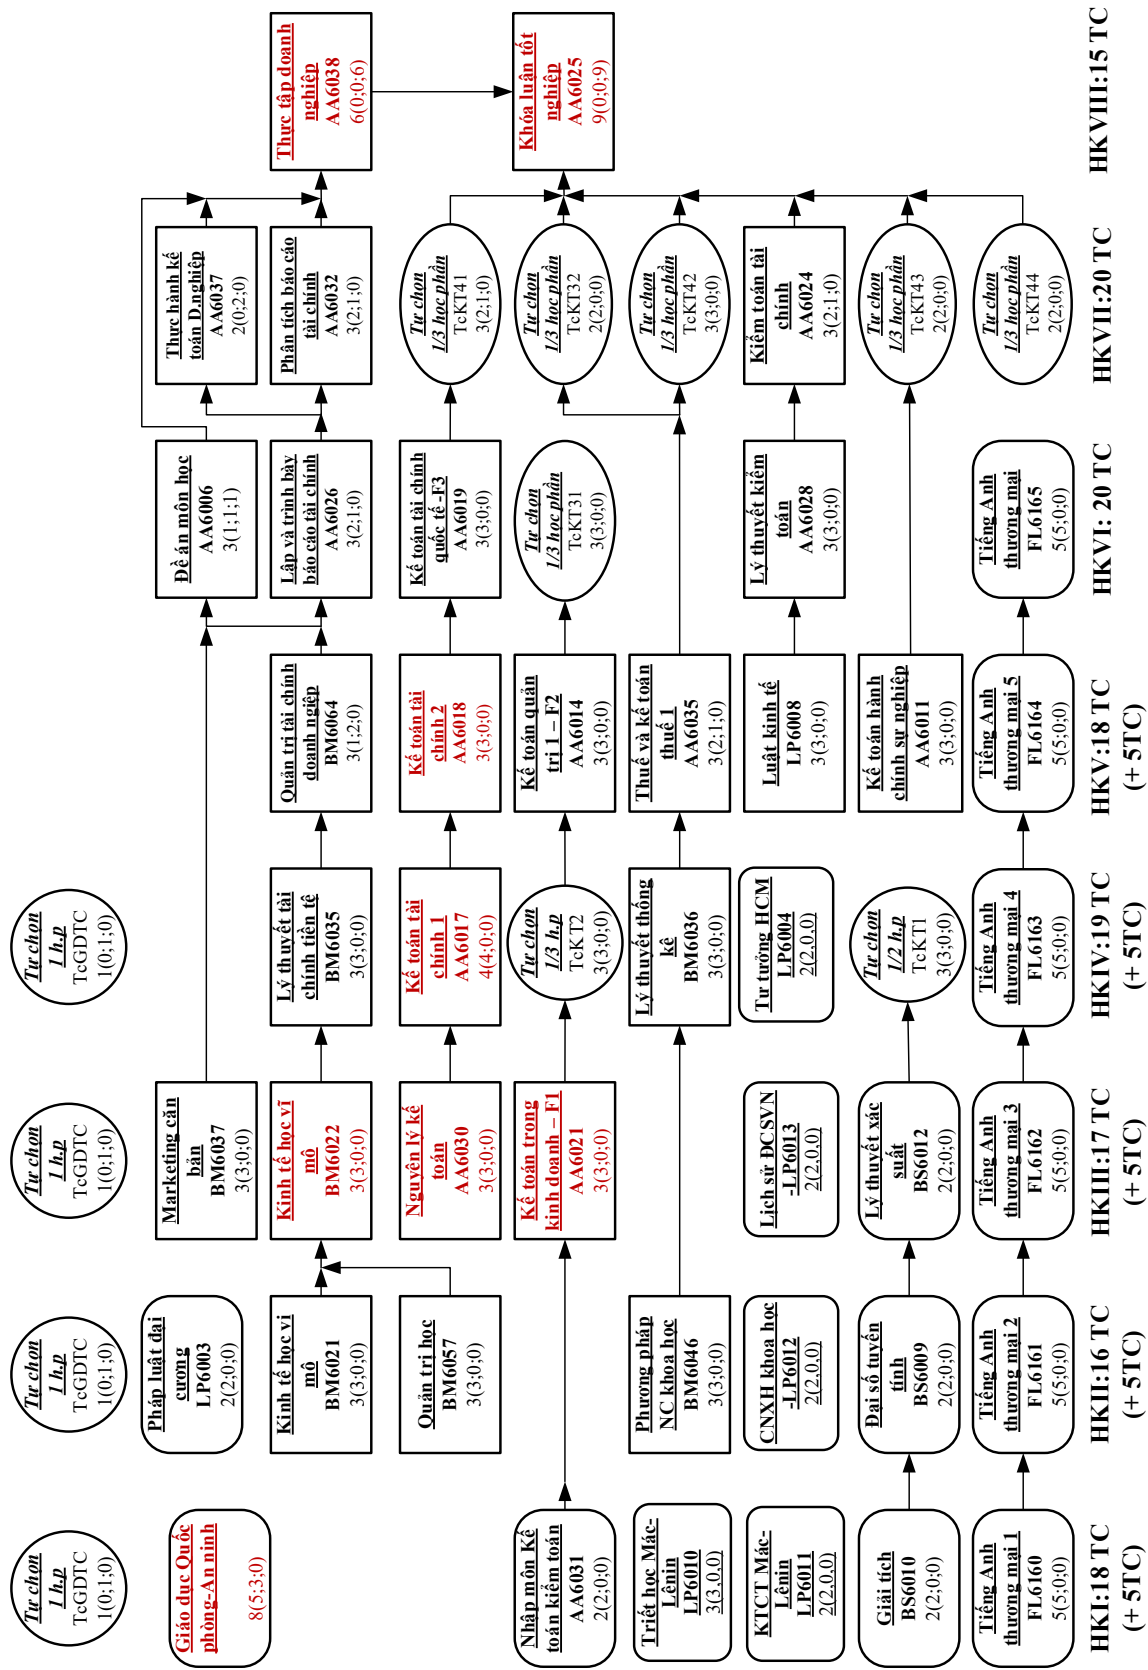 Tự chọn
1 h.p
TcGDTC
1(0;1;0)
Tự chọn
1 h.p
TcGDTC
1(0;1;0)
Tự chọn
1 h.p
TcGDTC
1(0;1;0)
Tự chọn
1 h.p
TcGDTC
1(0;1;0)
Giáo dục Quốc
phòng-An ninh
8(5;3;0)
Pháp luật đại
cương
LP6003
2(2;0;0)
Marketing căn
bản
BM6037
3(3;0;0)
Đề án môn học
AA6006
3(1;1;1)
Thực hành kế
toán D.nghiệp
AA6037
2(0;2;0)
Kinh tế học vi
mô
BM6021
3(3;0;0)
Kinh tế học vĩ
mô
BM6022
3(3;0;0)
Lý thuyết tài
chính tiền tệ
BM6035
3(3;0;0)
Quản trị tài chính
doanh ngiệp
BM6064
3(1;2;0)
Lập và trình bày
báo cáo tài chính
AA6026
3(2;1;0)
Phân tích báo cáo
tài chính
AA6032
3(2;1;0)
Thực tập doanh
nghiệp
AA6038
6(0;0;6)
Quản trị học
BM6057
3(3;0;0)
Nguyên lý kế
toán
AA6030
3(3;0;0)
Kế toán tài
chính 1
AA6017
4(4;0;0)
Kế toán tài
chính 2
AA6018
3(3;0;0)
Kế toán tài chính
quốc tế -F3
AA6019
3(3;0;0)
Tự chọn
1/3 học phần
TcKT41
3(2;1;0)
Nhập môn Kế
toán kiểm toán
AA6031
2(2;0;0)
Kế toán trong
kinh doanh – F1
AA6021
3(3;0;0)
Tự chọn
1/3 h.p
TcKT2
3(3;0;0)
Kế toán quản
trị 1 – F2
AA6014
3(3;0;0)
Tự chọn
1/3 học phần
TcKT31
3(3;0;0)
Tự chọn
1/3 học phần
TcKT32
2(2;0;0)
Khóa luận tốt
nghiệp
AA6025
9(0;0;9)
Triết học Mác-
Lênin
LP6010
3(3,0,0)
Phương pháp
NC khoa học
BM6046
3(3;0;0)
Lý thuyết thống
kê
BM6036
3(3;0;0)
Thuế và kế toán
thuế 1
AA6035
3(2;1;0)
Tự chọn
1/3 học phần
TcKT42
3(3;0;0)
KTCT Mác-
Lênin
LP6011
2(2,0,0)
CNXH khoa học
-LP6012
2(2,0,0)
Lịch sử ĐCSVN
-LP6013
2(2,0,0)
Tư tưởng HCM
LP6004
2(2,0,0)
Luật kinh tế
LP6008
3(3;0;0)
Lý thuyết kiểm
toán
AA6028
3(3;0;0)
Kiểm toán tài
chính
AA6024
3(2;1;0)
Giải tích
BS6010
2(2;0;0)
Đại số tuyến
tính
BS6009
2(2;0;0)
Lý thuyết xác
suất
BS6012
2(2;0;0)
Tự chọn
1/2 h.p
TcKT1
3(3;0;0)
Kế toán hành
chính sự nghiệp
AA6011
3(3;0;0)
Tự chọn
1/3 học phần
TcKT43
2(2;0;0)
Tiếng Anh
thương mại 1
FL6160
5(5;0;0)
Tiếng Anh
thương mại 2
FL6161
5(5;0;0)
Tiếng Anh
thương mại 3
FL6162
5(5;0;0)
Tiếng Anh
thương mại 4
FL6163
5(5;0;0)
Tiếng Anh
thương mại 5
FL6164
5(5;0;0)
Tiếng Anh
thương mại
FL6165
5(5;0;0)
Tự chọn
1/3 học phần
TcKT44
2(2;0;0)
HKI:18 TC
(+ 5TC)
HKII:16 TC
(+ 5TC)
HKIII:17 TC
(+ 5TC)
HKIV:19 TC
(+ 5TC)
HKV:18 TC
(+ 5TC)
HKVI: 20 TC
HKVII:20 TC
HKVIII:15 TC